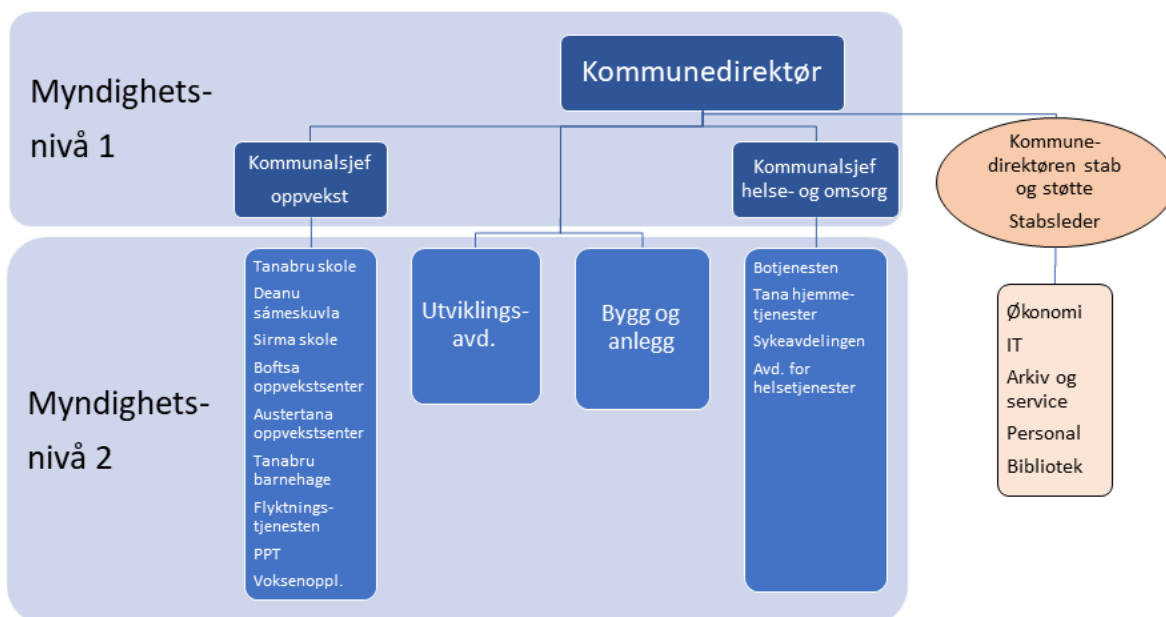 Myndighets-
nivå 1
Kommunedirektør
Kommunalsjef
oppvekst
Kommunalsjef
helse- og omsorg
Kommune-
direktøren stab
og støtte
Stabsleder
Myndighets-
nivå 2
Tanabru skole
Deanu
sámeskuvla
Sirma skole
Boftsa
oppvekstsenter
Austertana
oppvekstsenter
Tanabru
barnehage
Flyktnings-
tjenesten
PPT
Voksenoppl.
Utviklings-
avd.
Bygg og
anlegg
Botjenesten
Tana hjemme-
tjenester
Sykeavdelingen
Avd. for
helsetjenester
Økonomi
IT
Arkiv og
service
Personal
Bibliotek